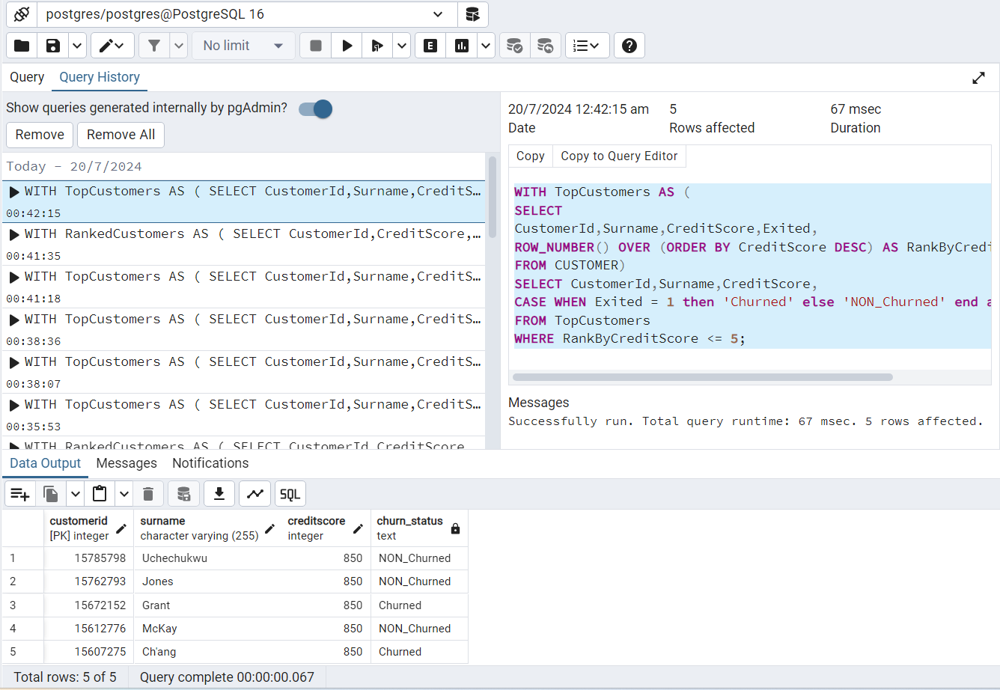 postgres/postgres@PostgreSQL 16
No limit
E
Query Query History
Show queries generated internally by pgAdmin?
Remove Remove All
Today - 20/7/2024
WITH TopCustomers AS ( SELECT CustomerId,Surname,CreditS…
00:42:15
WITH RankedCustomers AS ( SELECT CustomerId,CreditScore,…
00:41:35
WITH TopCustomers AS ( SELECT CustomerId,Surname,CreditS…
00:41:18
WITH TopCustomers AS ( SELECT CustomerId,Surname,CreditS…
00:38:36
WITH TopCustomers AS ( SELECT CustomerId,Surname,CreditS…
00:38:07
WITH TopCustomers AS ( SELECT CustomerId,Surname,CreditS…
00:35:53
WITH RankedCustomers AS ( SELECT CustomerId,CreditScore
20/7/2024 12:42:15 am 5 67 msec
Date Rows affected Duration
Copy Copy to Query Editor
WITH TopCustomers AS (
SELECT
CustomerId,Surname,CreditScore,Exited,
ROW_NUMBER() OVER (ORDER BY CreditScore DESC) AS RankByCredi
FROM CUSTOMER)
SELECT CustomerId,Surname,CreditScore,
CASE WHEN Exited = 1 then 'Churned' else 'NON_Churned' end a
FROM TopCustomers
WHERE RankByCreditScore <= 5;
Messages
Successfully run. Total query runtime: 67 msec. 5 rows affected.
Data Output Messages Notifications
SQL
customerid surname creditscore churn_status
[PK] integer character varying (255) integer text
1 15785798 Uchechukwu 850 NON_Churned
2 15762793 Jones 850 NON_Churned
3 15672152 Grant 850 Churned
4 15612776 McKay 850 NON_Churned
5 15607275 Ch'ang 850 Churned
Total rows: 5 of 5 Query complete 00:00:00.067